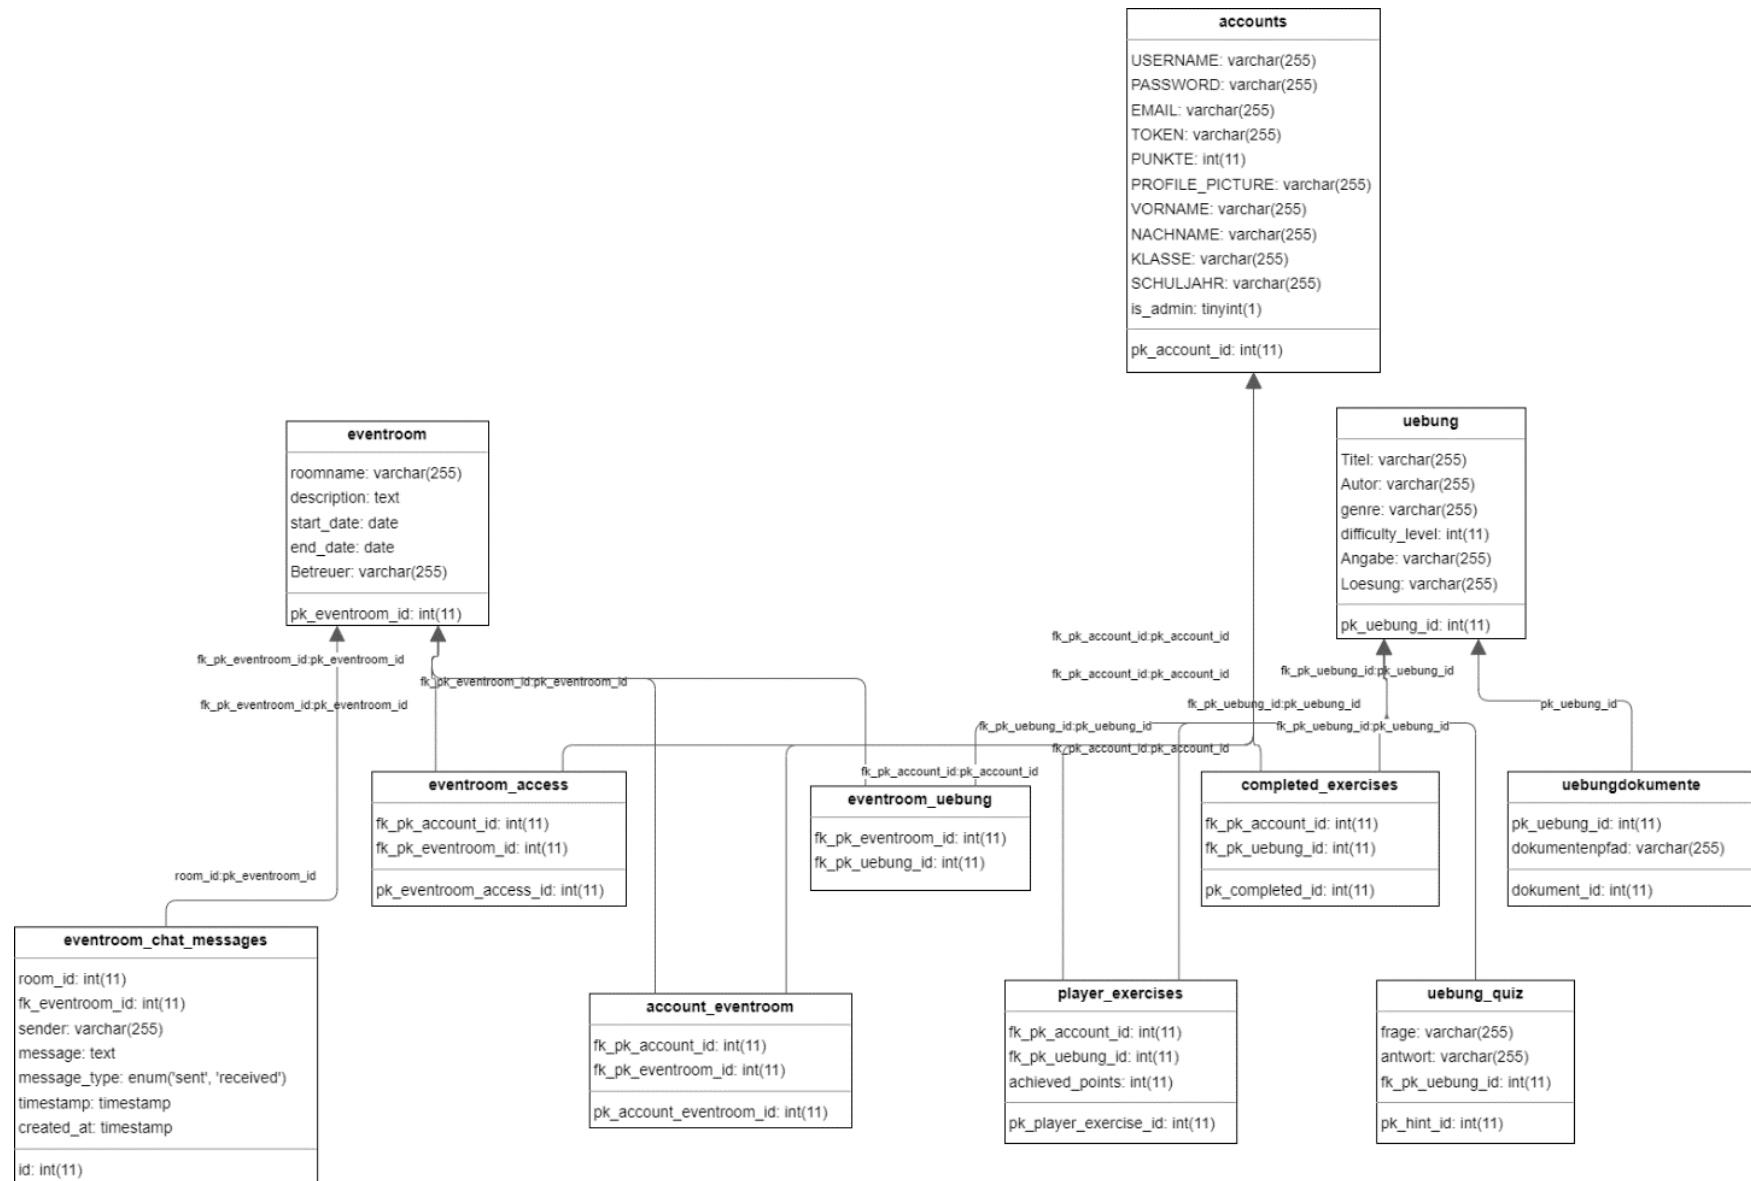 accounts
USERNAME: varchar(255)
PASSWORD: varchar(255)
EMAIL: varchar(255)
TOKEN: varchar(255)
PUNKTE: int(11)
PROFILE_PICTURE: varchar(255)
VORNAME: varchar(255)
NACHNAME: varchar(255)
KLASSE: varchar(255)
SCHULJAHR: varchar(255)
is_admin: tinyint(1)
pk_account_id: int(11)
eventroom
roomname: varchar(255)
description: text
start_date: date
end_date: date
Betreuer: varchar(255)
pk_eventroom_id: int(11)
uebung
Titel: varchar(255)
Autor: varchar(255)
genre: varchar(255)
difficulty_level: int(11)
Angabe: varchar(255)
Loesung: varchar(255)
pk_uebung_id: int(11)
fk_pk_eventroom_id:pk_eventroom_id
fk_pk_eventroom_id:pk_eventroom_id
fk_pk_eventroom_id:pk_eventroom_id
fk_pk_account_id:pk_account_id
fk_pk_account_id:pk_account_id
fk_pk_uebung_id:pk_uebung_id
fk_pk_uebung_id:pk_uebung_id
pk_uebung_id
fk_pk_uebung_id:pk_uebung_id
fk_pk_uebung_id:pk_uebung_id
fk_pk_account_id:pk_account_id
fk_pk_account_id:pk_account_id
room_id:pk_eventroom_id
eventroom_access
fk_pk_account_id: int(11)
fk_pk_eventroom_id: int(11)
pk_eventroom_access_id: int(11)
eventroom_uebung
fk_pk_eventroom_id: int(11)
fk_pk_uebung_id: int(11)
completed_exercises
fk_pk_account_id: int(11)
fk_pk_uebung_id: int(11)
pk_completed_id: int(11)
uebungdokumente
pk_uebung_id: int(11)
dokumentenpfad: varchar(255)
dokument_id: int(11)
eventroom_chat_messages
room_id: int(11)
fk_eventroom_id: int(11)
sender: varchar(255)
message: text
message_type: enum('sent', 'received')
timestamp: timestamp
created_at: timestamp
id: int(11)
account_eventroom
fk_pk_account_id: int(11)
fk_pk_eventroom_id: int(11)
pk_account_eventroom_id: int(11)
player_exercises
fk_pk_account_id: int(11)
fk_pk_uebung_id: int(11)
achieved_points: int(11)
pk_player_exercise_id: int(11)
uebung_quiz
frage: varchar(255)
antwort: varchar(255)
fk_pk_uebung_id: int(11)
pk_hint_id: int(11)